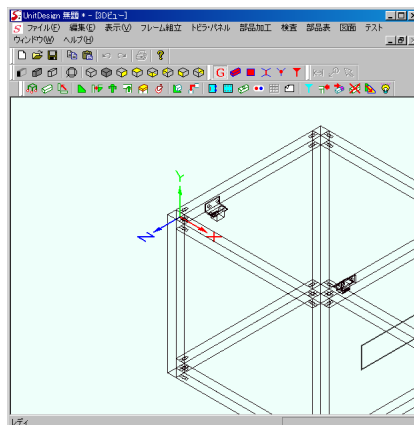 UnitDesign 無題 * - [3Dビュー]
S ファイル(F) 編集(E) 表示(V) フレーム組立 トビラ・パネル 部品加工 検査 部品表 図面 テスト
ウィンドウ(W) ヘルプ(H)
G
Y
Z
X
レディ